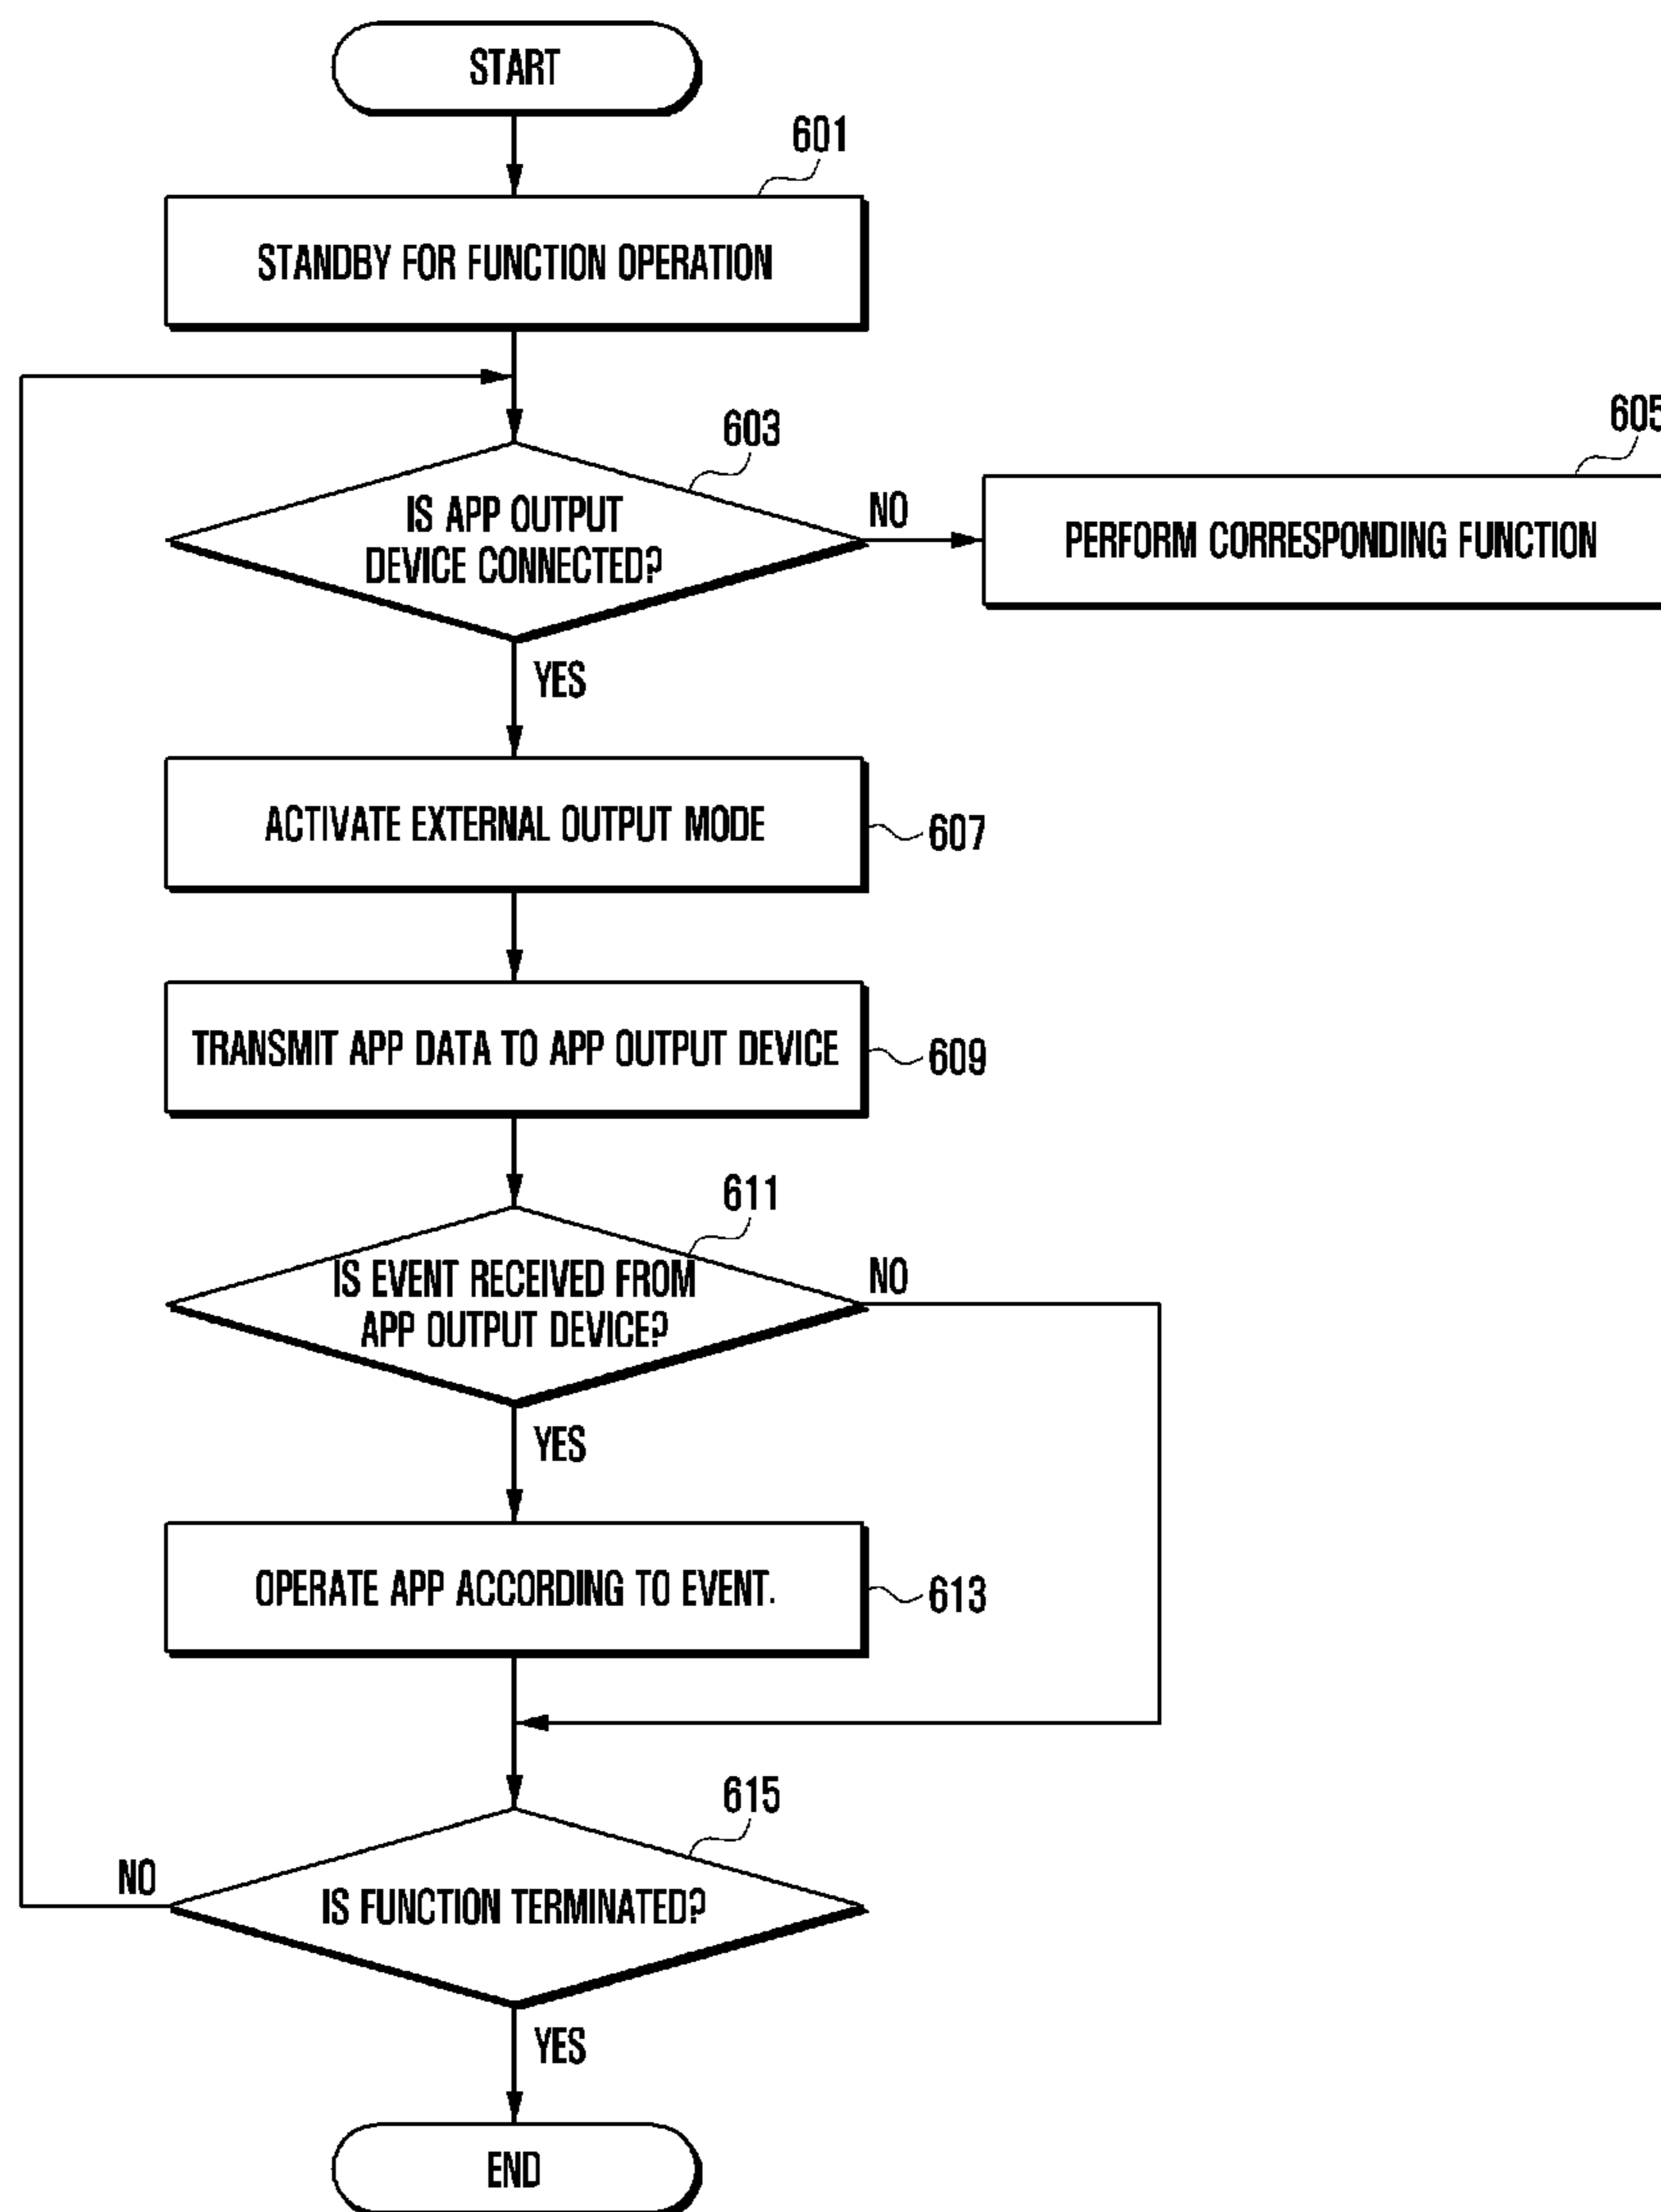 START
601
STANDBY FOR FUNCTION OPERATION
603
605
IS APP OUTPUT
DEVICE CONNECTED?
NO
PERFORM CORRESPONDING FUNCTION
YES
ACTIVATE EXTERNAL OUTPUT MODE
607
TRANSMIT APP DATA TO APP OUTPUT DEVICE
609
611
IS EVENT RECEIVED FROM
APP OUTPUT DEVICE?
NO
YES
OPERATE APP ACCORDING TO EVENT.
613
615
NO
IS FUNCTION TERMINATED?
YES
END